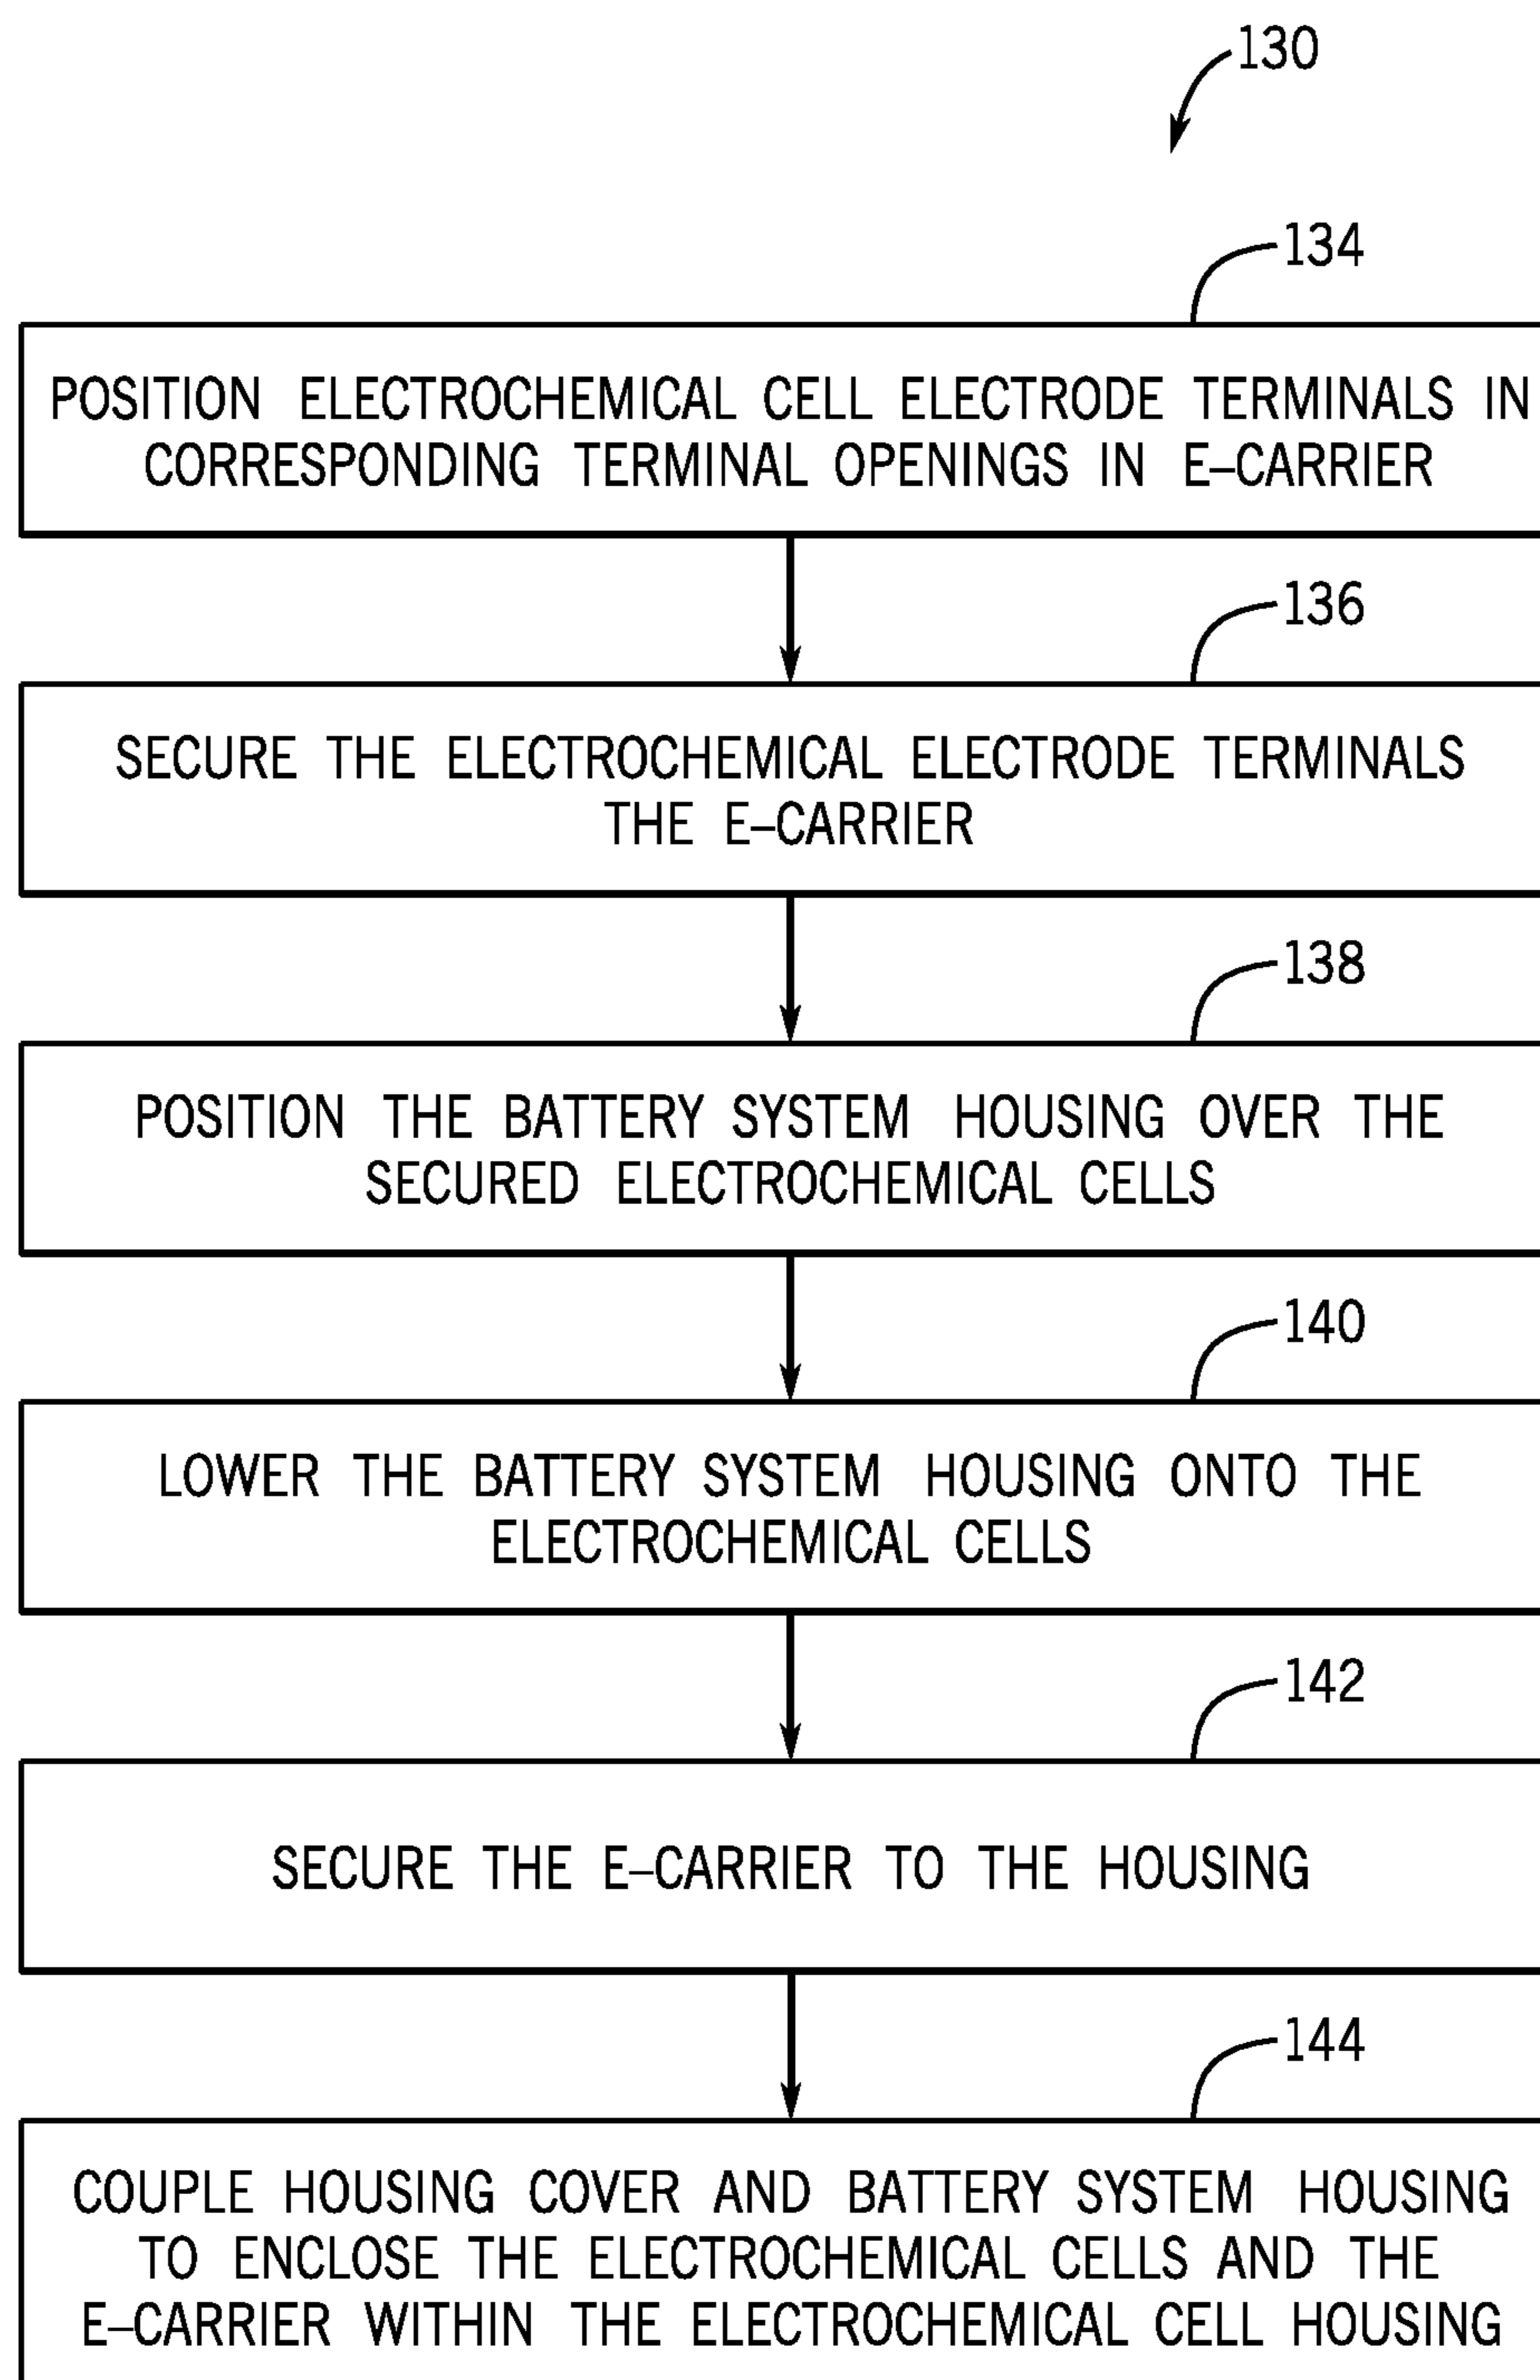 130
134
POSITION ELECTROCHEMICAL CELL ELECTRODE TERMINALS IN
CORRESPONDING TERMINAL OPENINGS IN E–CARRIER
136
SECURE THE ELECTROCHEMICAL ELECTRODE TERMINALS
THE E–CARRIER
138
POSITION THE BATTERY SYSTEM HOUSING OVER THE
SECURED ELECTROCHEMICAL CELLS
140
LOWER THE BATTERY SYSTEM HOUSING ONTO THE
ELECTROCHEMICAL CELLS
142
SECURE THE E–CARRIER TO THE HOUSING
144
COUPLE HOUSING COVER AND BATTERY SYSTEM HOUSING
TO ENCLOSE THE ELECTROCHEMICAL CELLS AND THE
E–CARRIER WITHIN THE ELECTROCHEMICAL CELL HOUSING